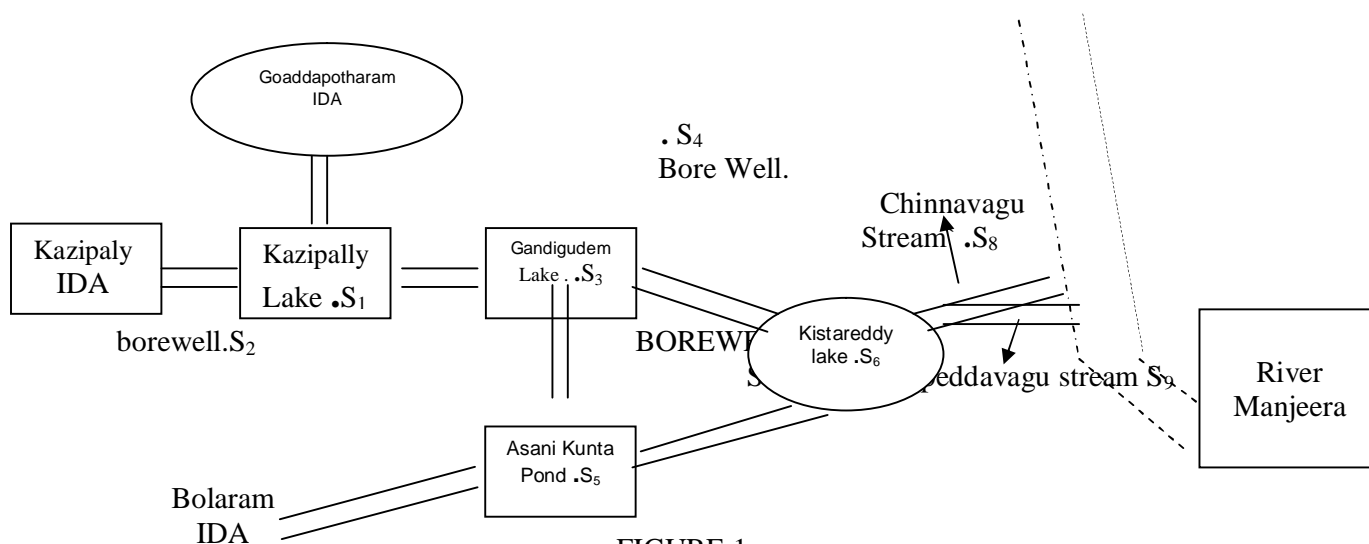 Goaddapotharam
IDA
. S4
Bore Well.
Chinnavagu
Stream .S8
Kazipaly
IDA
Kazipally
Lake .S1
Gandigudem
Lake . .S3
borewell.S2
BOREWE
Kistareddy
lake .S6
S
peddavagu stream S9
River
Manjeera
Asani Kunta
Pond .S5
Bolaram
IDA
FIGURE 1